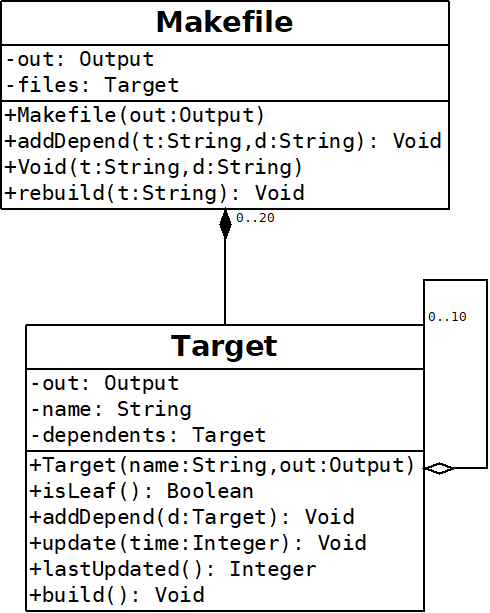 Makefile
-out: Output
-files: Target
+Makefile(out:Output)
+addDepend(t:String,d:String): Void
+Void(t:String,d:String)
+rebuild(t:String): Void
0..20
0..10
Target
-out: Output
-name: String
-dependents: Target
+Target(name:String,out:Output)
+isLeaf(): Boolean
+addDepend(d:Target): Void
+update(time:Integer): Void
+lastUpdated(): Integer
+build(): Void